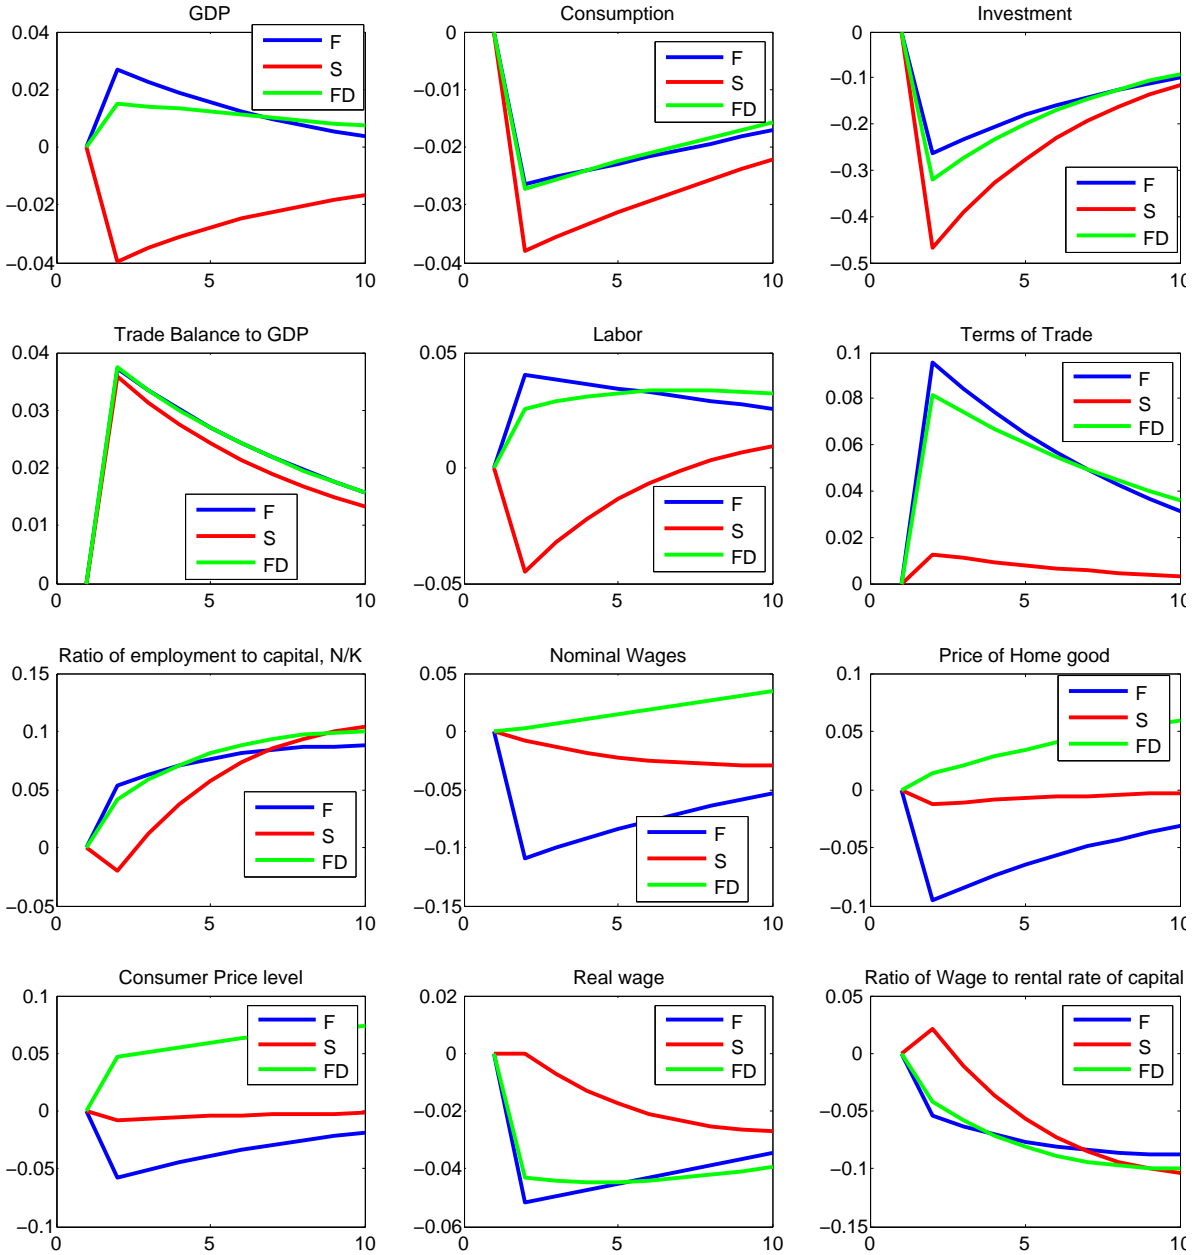 GDP
0.04
0.02
0
−0.02
−0.04
0
5
10
F
S
FD
Consumption
0
−0.01
−0.02
−0.03
−0.04
0
5
10
F
S
FD
Investment
0
−0.1
−0.2
−0.3
−0.4
−0.5
0
5
10
F
S
FD
Trade Balance to GDP
0.04
0.03
0.02
0.01
0
0
5
10
F
S
FD
Labor
0.05
0
−0.05
0
5
10
F
S
FD
Terms of Trade
0.1
0.08
0.06
0.04
0.02
0
0
5
10
F
S
FD
Ratio of employment to capital, N/K
0.15
0.1
0.05
0
−0.05
0
5
10
F
S
FD
Nominal Wages
0.05
0
−0.05
−0.1
−0.15
0
5
10
F
S
FD
Price of Home good
0.1
0.05
0
−0.05
−0.1
0
5
10
F
S
FD
Consumer Price level
0.1
0.05
0
−0.05
−0.1
0
5
10
F
S
FD
Real wage
0.02
0
−0.02
−0.04
−0.06
0
5
10
F
S
FD
Ratio of Wage to rental rate of capital
0.05
0
−0.05
−0.1
−0.15
0
5
10
F
S
FD